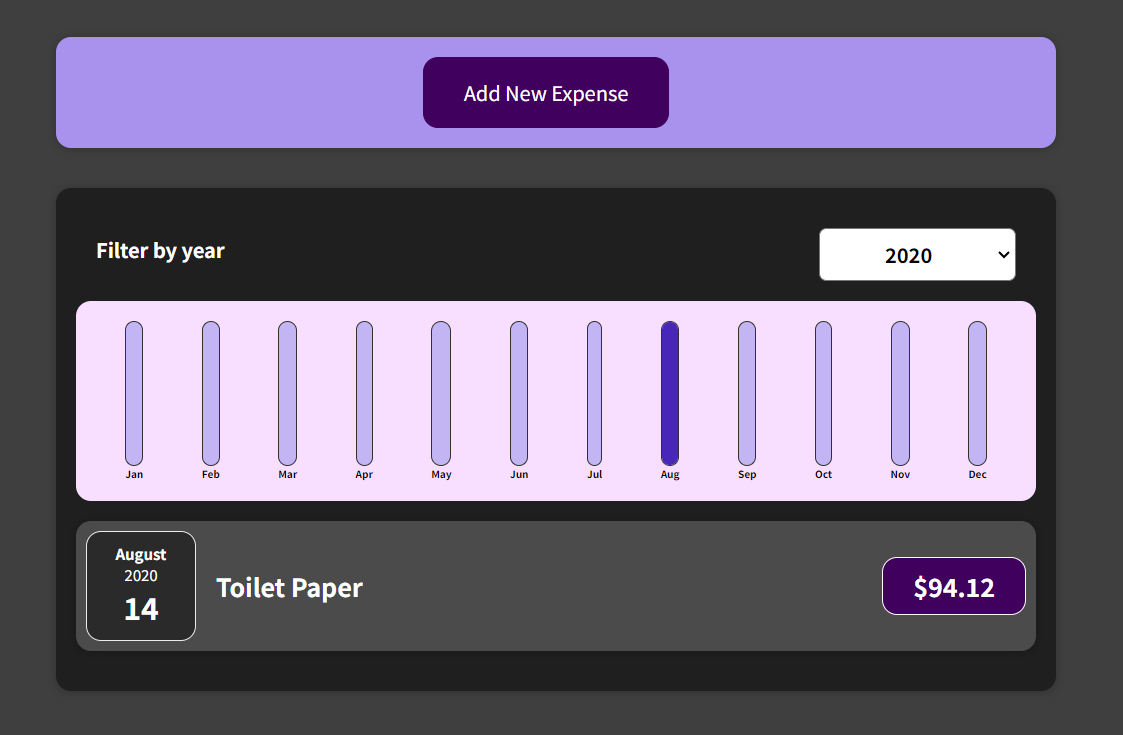 Add New Expense
Filter by year
2020
Jan Feb Mar Apr May Jun Jul Aug Sep Oct Nov Dec
August
2020
14
Toilet Paper
$94.12